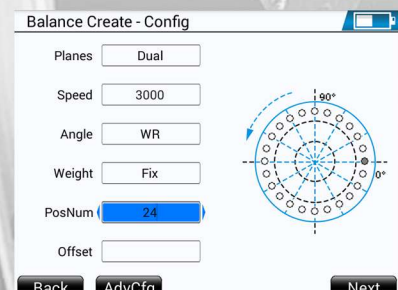 Balance Create - Config
Planes Dual
Speed 3000
Angle WR
Weight Fix
PosNum 24
Offset
90°
0°
Back AdvCfg Next